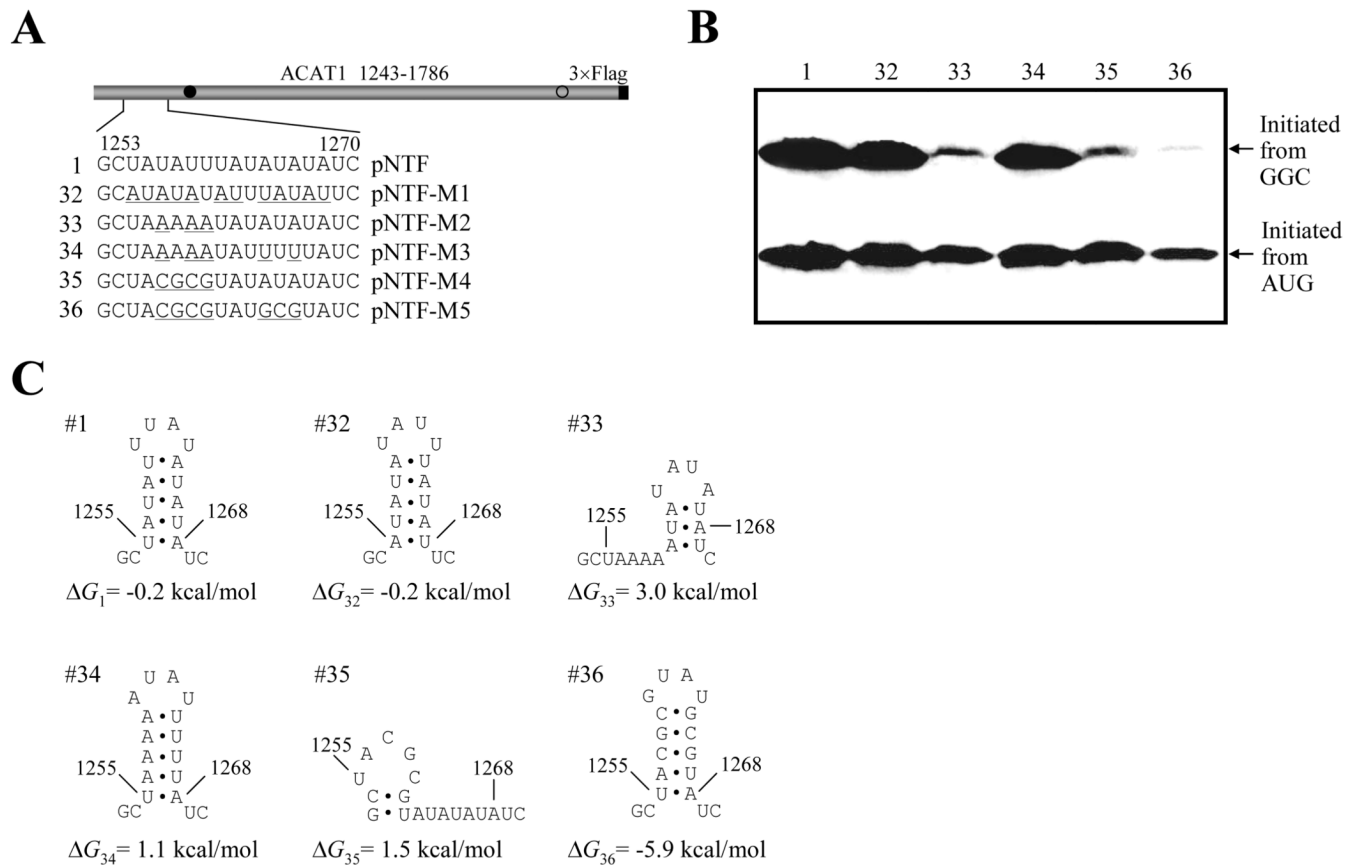 A
ACAT1 1243-1786 3×Flag
1253 1270
1 GCUAUAUUUAUAUAUAUC pNTF
32 GCAUAUAUAUUUAUAUUC pNTF-M1
33 GCUAAAAAUAUAUAUAUC pNTF-M2
34 GCUAAAAAUAUUUUUAUC pNTF-M3
35 GCUACGCGUAUAUAUAUC pNTF-M4
36 GCUACGCGUAUGCGUAUC pNTF-M5
B
1 32 33 34 35 36
Initiated
from
GGC
Initiated
from
AUG
C
#1
U A
U U
U A
U U
A A
U U
A A
U U
A A
1255
1268
GC U A UC
ΔG1= -0.2 kcal/mol
#32
A U
U U
A U
U A
A U
U A
A U
1255
1268
GC UC
ΔG32= -0.2 kcal/mol
#33
A U
U A
A U
U A
A U
1255
1268
GCUAAAA C
ΔG33= 3.0 kcal/mol
#34
U A
A U
A U
A U
A U
A U
U A
1255
1268
GC UC
ΔG34= 1.1 kcal/mol
#35
C
A G
U C
C G
G UAUAUAUAUC
1255
1268
ΔG35= 1.5 kcal/mol
#36
U A
G U
C G
G C
C G
A U
U A
1255
1268
GC UC
ΔG36= -5.9 kcal/mol